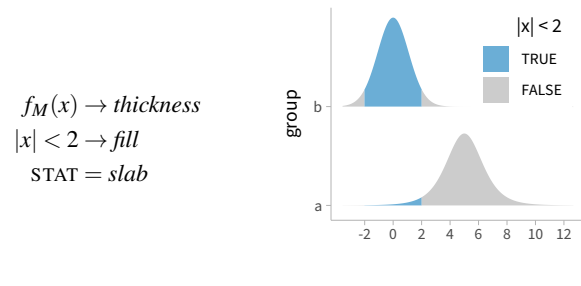 f_M(x) → thickness
|x| < 2 → fill
STAT = slab
|x| < 2
TRUE
FALSE
group
b
a
-2 0 2 4 6 8 10 12